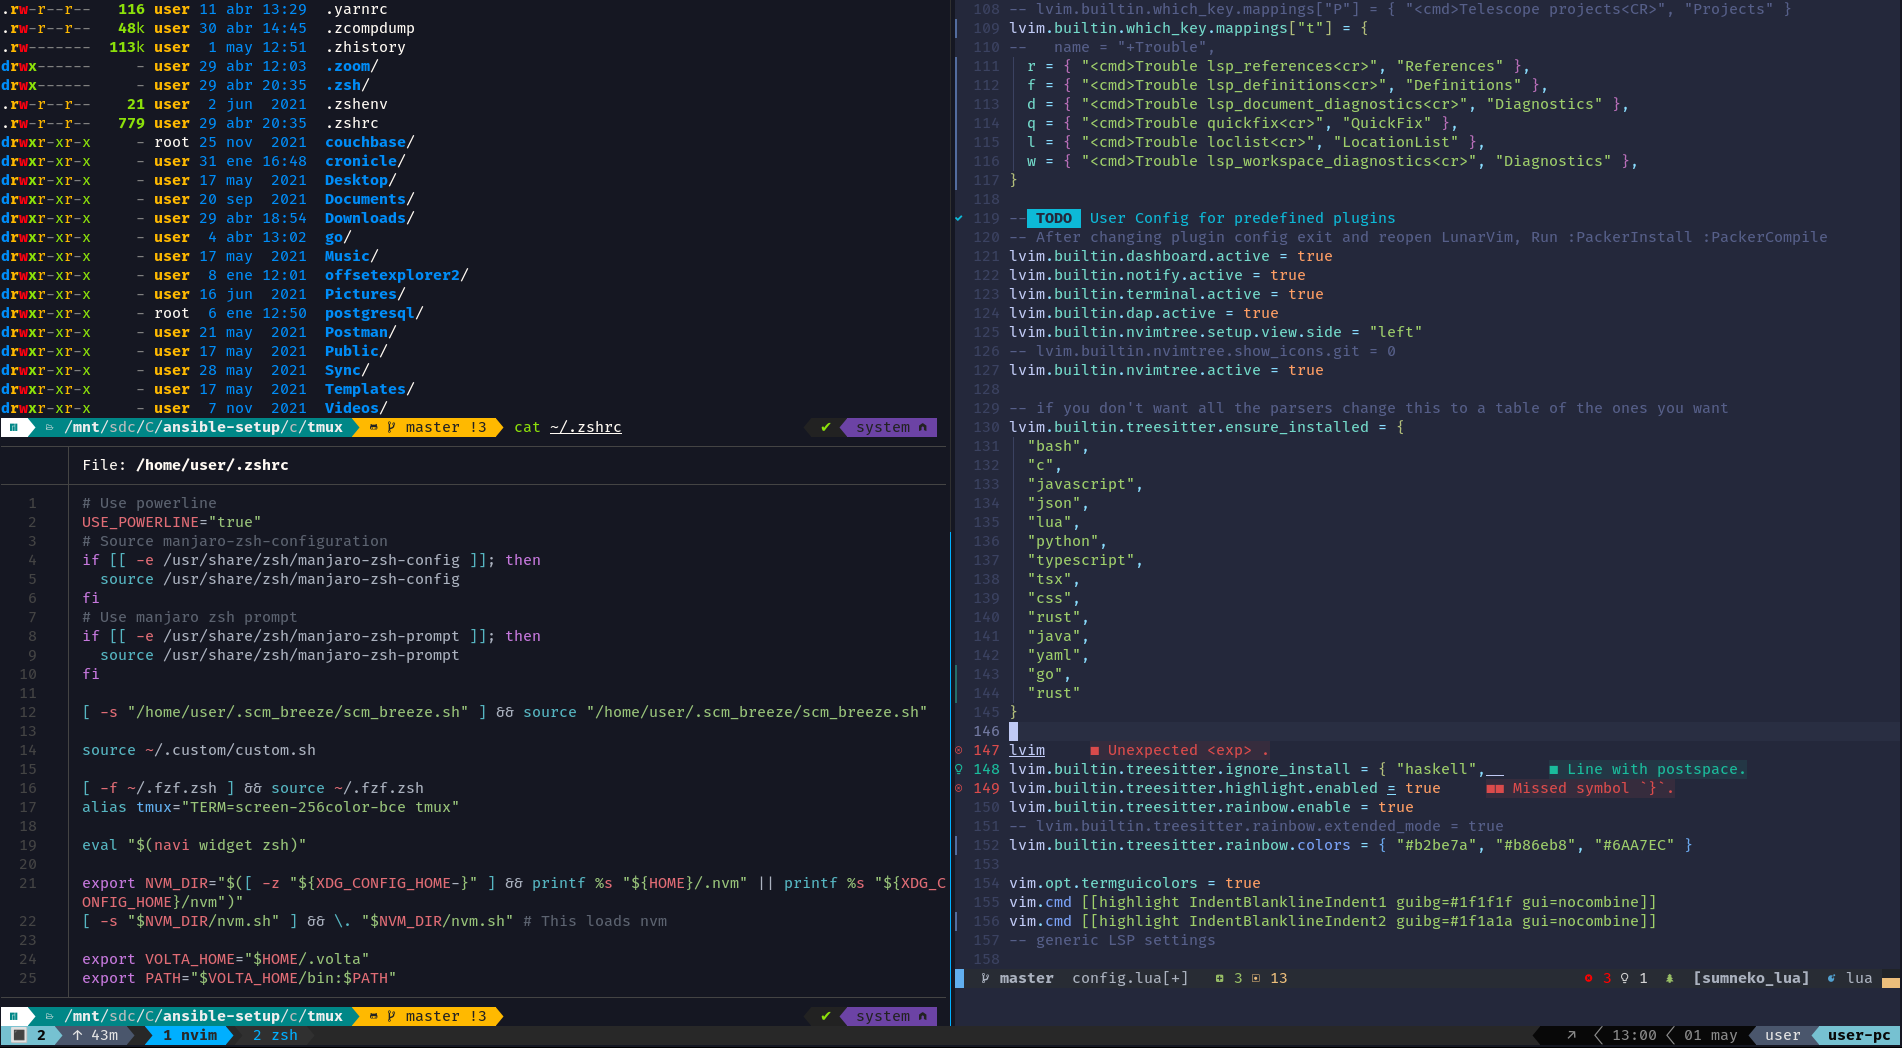 .rw-r--r-- 116 user 11 abr 13:29 .yarnrc
.rw-r--r-- 48k user 30 abr 14:45 .zcompdump
.rw------- 113k user 1 may 12:51 .zhistory
drwx------ - user 29 abr 12:03 .zoom/
drwx------ - user 29 abr 20:35 .zsh/
.rw-r--r-- 21 user 2 jun 2021 .zshenv
.rw-r--r-- 779 user 29 abr 20:35 .zshrc
drwxr-xr-x - root 25 nov 2021 couchbase/
drwxr-xr-x - user 31 ene 16:48 cronicle/
drwxr-xr-x - user 17 may 2021 Desktop/
drwxr-xr-x - user 20 sep 2021 Documents/
drwxr-xr-x - user 29 abr 18:54 Downloads/
drwxr-xr-x - user 4 abr 13:02 go/
drwxr-xr-x - user 17 may 2021 Music/
drwxr-xr-x - user 8 ene 12:01 offsetexplorer2/
drwxr-xr-x - user 16 jun 2021 Pictures/
drwxr-xr-x - root 6 ene 12:50 postgresql/
drwxr-xr-x - user 21 may 2021 Postman/
drwxr-xr-x - user 17 may 2021 Public/
drwxr-xr-x - user 28 may 2021 Sync/
drwxr-xr-x - user 17 may 2021 Templates/
drwxr-xr-x - user 7 nov 2021 Videos/
/mnt/sdc/C/ansible-setup/c/tmux master !3 cat ~/.zshrc ✔ system
File: /home/user/.zshrc
1 # Use powerline
2 USE_POWERLINE="true"
3 # Source manjaro-zsh-configuration
4 if [[ -e /usr/share/zsh/manjaro-zsh-config ]]; then
5   source /usr/share/zsh/manjaro-zsh-config
6 fi
7 # Use manjaro zsh prompt
8 if [[ -e /usr/share/zsh/manjaro-zsh-prompt ]]; then
9   source /usr/share/zsh/manjaro-zsh-prompt
10 fi
11
12 [ -s "/home/user/.scm_breeze/scm_breeze.sh" ] && source "/home/user/.scm_breeze/scm_breeze.sh"
13
14 source ~/.custom/custom.sh
15
16 [ -f ~/.fzf.zsh ] && source ~/.fzf.zsh
17 alias tmux="TERM=screen-256color-bce tmux"
18
19 eval "$(navi widget zsh)"
20
21 export NVM_DIR="$([ -z "${XDG_CONFIG_HOME-}" ] && printf %s "${HOME}/.nvm" || printf %s "${XDG_C
ONFIG_HOME}/nvm")"
22 [ -s "$NVM_DIR/nvm.sh" ] && \. "$NVM_DIR/nvm.sh" # This loads nvm
23
24 export VOLTA_HOME="$HOME/.volta"
25 export PATH="$VOLTA_HOME/bin:$PATH"
/mnt/sdc/C/ansible-setup/c/tmux master !3 ✔ system
108 -- lvim.builtin.which_key.mappings["P"] = { "<cmd>Telescope projects<CR>", "Projects" }
109 lvim.builtin.which_key.mappings["t"] = {
110 --   name = "+Trouble",
111   r = { "<cmd>Trouble lsp_references<cr>", "References" },
112   f = { "<cmd>Trouble lsp_definitions<cr>", "Definitions" },
113   d = { "<cmd>Trouble lsp_document_diagnostics<cr>", "Diagnostics" },
114   q = { "<cmd>Trouble quickfix<cr>", "QuickFix" },
115   l = { "<cmd>Trouble loclist<cr>", "LocationList" },
116   w = { "<cmd>Trouble lsp_workspace_diagnostics<cr>", "Diagnostics" },
117 }
118
119 -- TODO User Config for predefined plugins
120 -- After changing plugin config exit and reopen LunarVim, Run :PackerInstall :PackerCompile
121 lvim.builtin.dashboard.active = true
122 lvim.builtin.notify.active = true
123 lvim.builtin.terminal.active = true
124 lvim.builtin.dap.active = true
125 lvim.builtin.nvimtree.setup.view.side = "left"
126 -- lvim.builtin.nvimtree.show_icons.git = 0
127 lvim.builtin.nvimtree.active = true
128
129 -- if you don't want all the parsers change this to a table of the ones you want
130 lvim.builtin.treesitter.ensure_installed = {
131   "bash",
132   "c",
133   "javascript",
134   "json",
135   "lua",
136   "python",
137   "typescript",
138   "tsx",
139   "css",
140   "rust",
141   "java",
142   "yaml",
143   "go",
144   "rust"
145 }
146
147 lvim ■ Unexpected <exp> .
148 lvim.builtin.treesitter.ignore_install = { "haskell",__ ■ Line with postspace.
149 lvim.builtin.treesitter.highlight.enabled = true ■■ Missed symbol `}`.
150 lvim.builtin.treesitter.rainbow.enable = true
151 -- lvim.builtin.treesitter.rainbow.extended_mode = true
152 lvim.builtin.treesitter.rainbow.colors = { "#b2be7a", "#b86eb8", "#6AA7EC" }
153
154 vim.opt.termguicolors = true
155 vim.cmd [[highlight IndentBlanklineIndent1 guibg=#1f1f1f gui=nocombine]]
156 vim.cmd [[highlight IndentBlanklineIndent2 guibg=#1f1a1a gui=nocombine]]
157 -- generic LSP settings
158
master config.lua[+] 3 13 3 1 [sumneko_lua] lua
2 ↑ 43m 1 nvim 2 zsh ↗ 13:00 01 may user user-pc